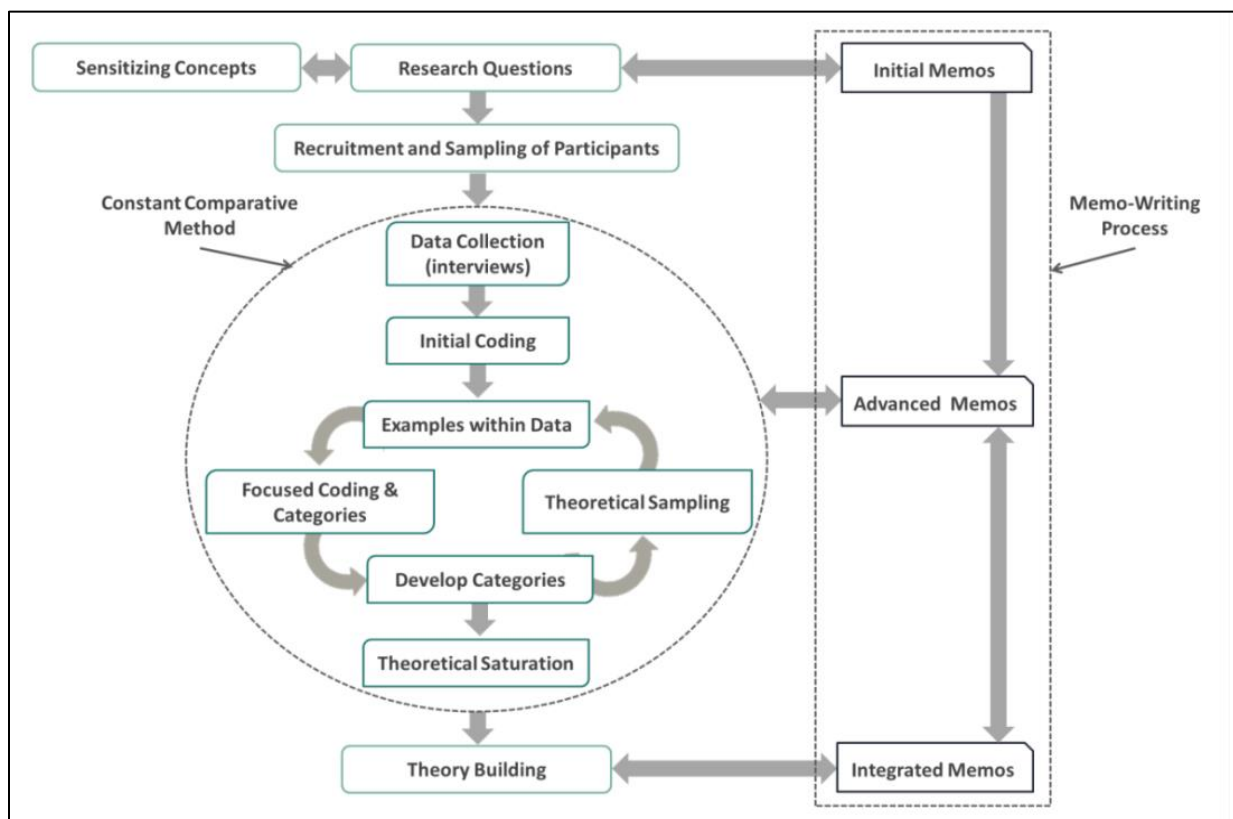 Sensitizing Concepts
Research Questions
Initial Memos
Recruitment and Sampling of Participants
Constant Comparative
Method
Memo-Writing
Process
Data Collection
(interviews)
Initial Coding
Examples within Data
Advanced Memos
Focused Coding &
Categories
Theoretical Sampling
Develop Categories
Theoretical Saturation
Theory Building
Integrated Memos